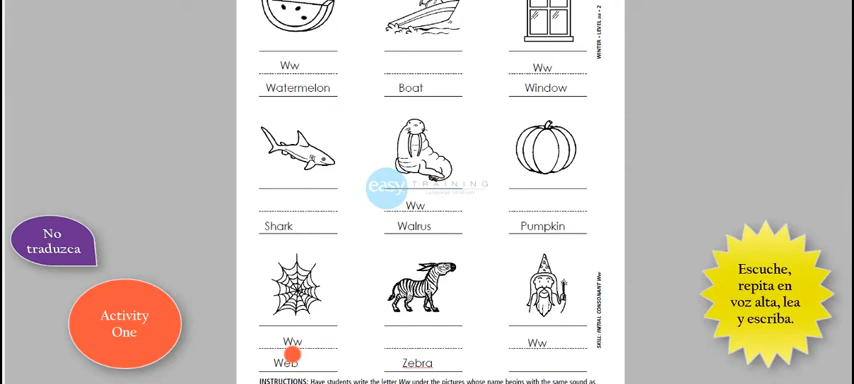 WINTER • LEVEL aa • 2
Ww
Ww
Watermelon
Boat
Window
easy TRAINING
Ww
Shark
Walrus
Pumpkin
No
traduzca
Activity
One
Escuche,
repita en
voz alta, lea
y escriba.
SKILL: INITIAL CONSONANT Ww
Ww
Ww
Web
Zebra
INSTRUCTIONS: Have students write the letter Ww under the pictures whose name begins with the same sound as